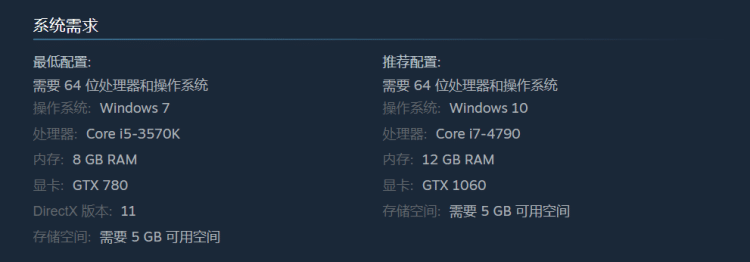 系统需求
最低配置:
需要 64 位处理器和操作系统
操作系统: Windows 7
处理器: Core i5-3570K
内存: 8 GB RAM
显卡: GTX 780
DirectX 版本: 11
存储空间: 需要 5 GB 可用空间
推荐配置:
需要 64 位处理器和操作系统
操作系统: Windows 10
处理器: Core i7-4790
内存: 12 GB RAM
显卡: GTX 1060
存储空间: 需要 5 GB 可用空间